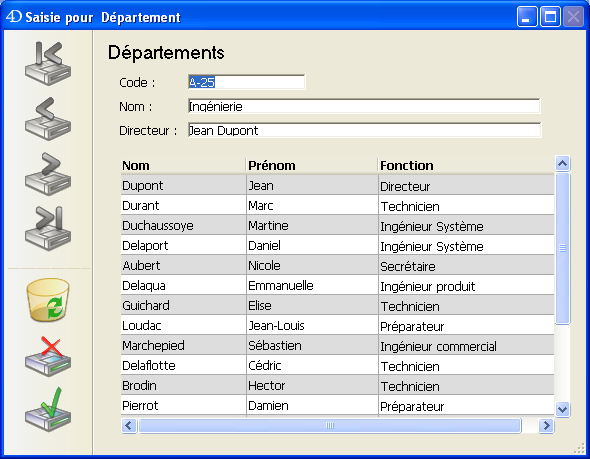 4D Saisie pour Département
Départements
Code : A-25
Nom : Ingénierie
Directeur : Jean Dupont
Nom Prénom Fonction
Dupont Jean Directeur
Durant Marc Technicien
Duchaussoye Martine Ingénieur Système
Delaport Daniel Ingénieur Système
Aubert Nicole Secrétaire
Delaqua Emmanuelle Ingénieur produit
Guichard Elise Technicien
Loudac Jean-Louis Préparateur
Marchepied Sébastien Ingénieur commercial
Delaflotte Cédric Technicien
Brodin Hector Technicien
Pierrot Damien Préparateur